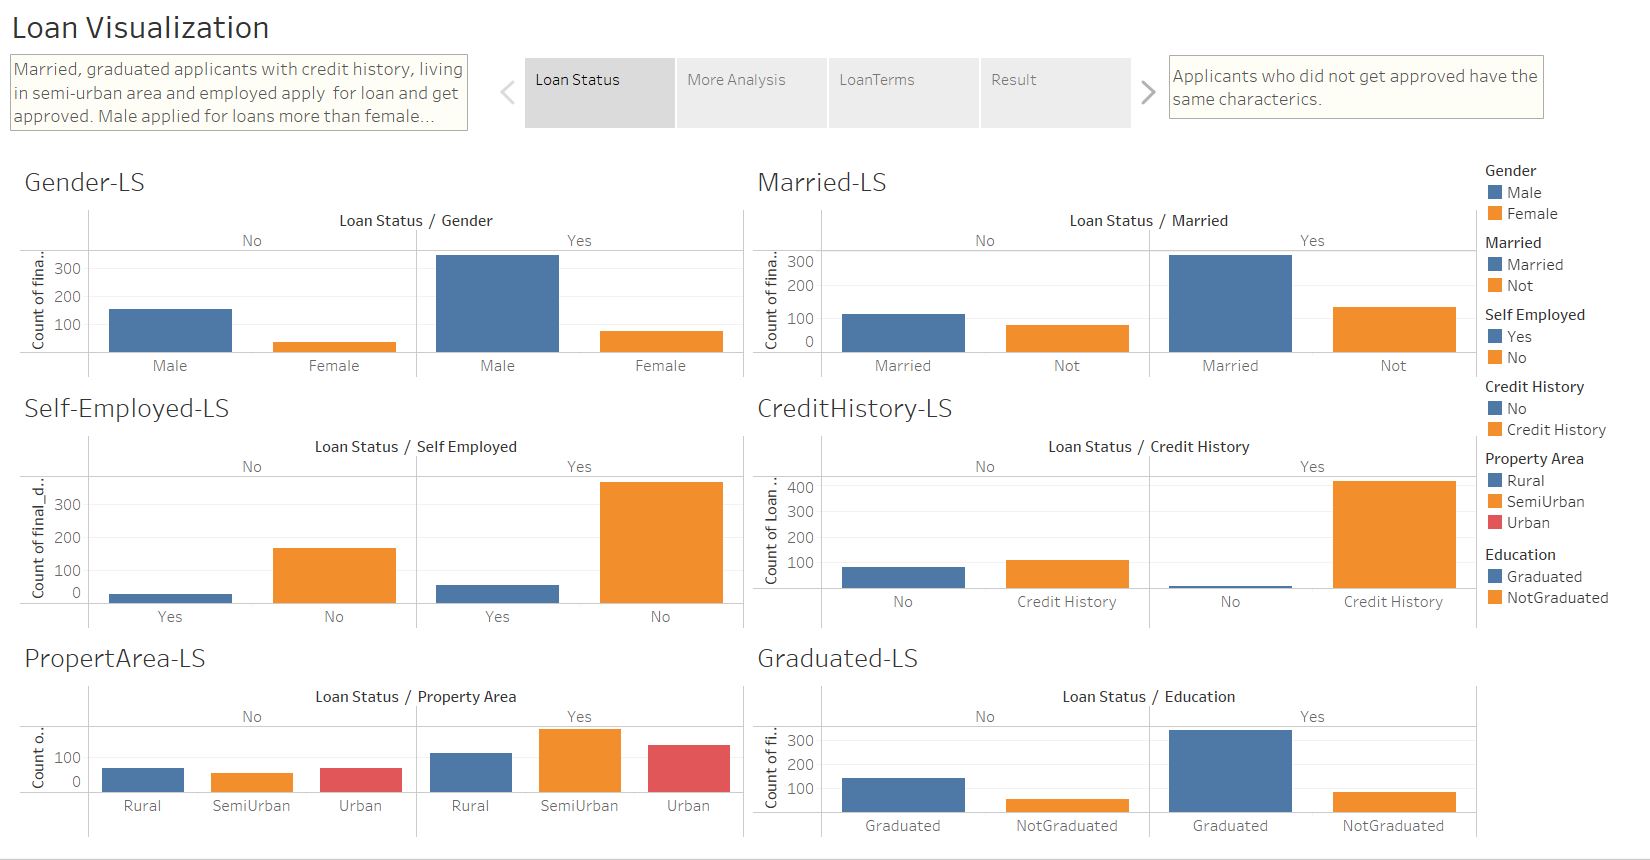 Loan Visualization
Married, graduated applicants with credit history, living
in semi-urban area and employed apply for loan and get
approved. Male applied for loans more than female...
Loan Status
More Analysis
LoanTerms
Result
Applicants who did not get approved have the
same characterics.
Gender-LS
Loan Status / Gender
No
Yes
Count of fina..
300
200
100
Male
Female
Male
Female
Married-LS
Loan Status / Married
No
Yes
Count of fina..
300
200
100
0
Married
Not
Married
Not
Self-Employed-LS
Loan Status / Self Employed
No
Yes
Count of final_d..
300
200
100
0
Yes
No
Yes
No
CreditHistory-LS
Loan Status / Credit History
No
Yes
Count of Loan ..
400
300
200
100
No
Credit History
No
Credit History
PropertArea-LS
Loan Status / Property Area
No
Yes
Count o..
100
0
Rural
SemiUrban
Urban
Rural
SemiUrban
Urban
Graduated-LS
Loan Status / Education
No
Yes
Count of fi..
300
200
100
Graduated
NotGraduated
Graduated
NotGraduated
Gender
Male
Female
Married
Married
Not
Self Employed
Yes
No
Credit History
No
Credit History
Property Area
Rural
SemiUrban
Urban
Education
Graduated
NotGraduated